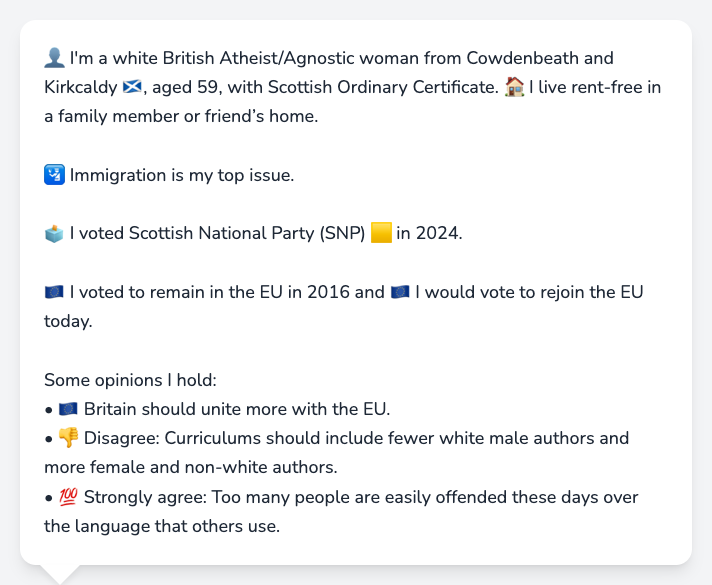 👤 I'm a white British Atheist/Agnostic woman from Cowdenbeath and
Kirkcaldy 🏴󠁧󠁢󠁳󠁣󠁴󠁿, aged 59, with Scottish Ordinary Certificate. 🏠 I live rent-free in
a family member or friend’s home.
🛂 Immigration is my top issue.
🗳️ I voted Scottish National Party (SNP) 🟨 in 2024.
🇪🇺 I voted to remain in the EU in 2016 and 🇪🇺 I would vote to rejoin the EU
today.
Some opinions I hold:
• 🇪🇺 Britain should unite more with the EU.
• 👎 Disagree: Curriculums should include fewer white male authors and
more female and non-white authors.
• 💯 Strongly agree: Too many people are easily offended these days over
the language that others use.